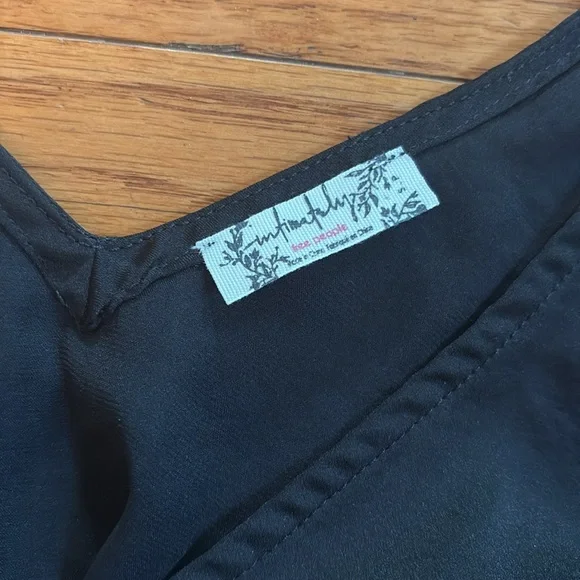 intimately
free people
Made in China Fabriqué en Chine